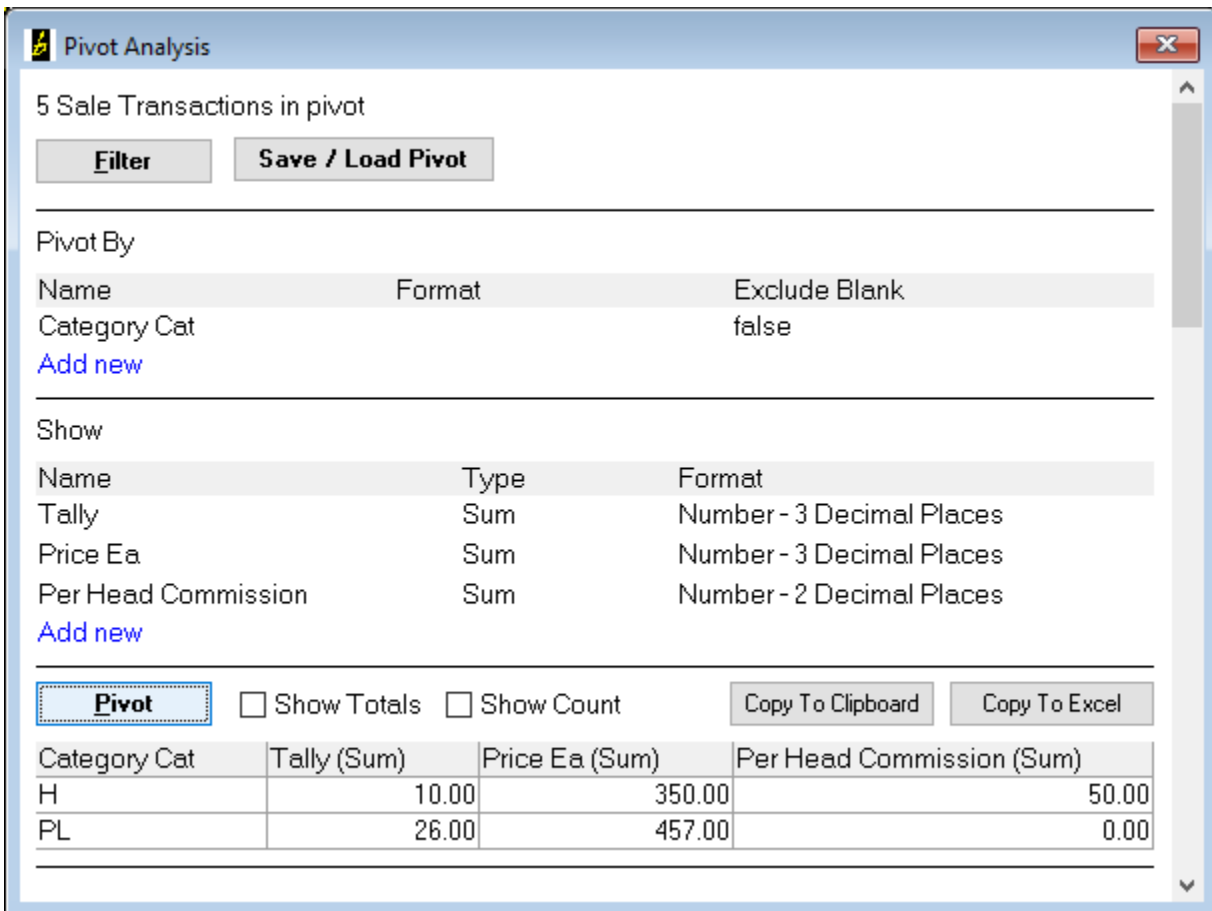 Pivot Analysis
5 Sale Transactions in pivot
Filter Save / Load Pivot
Pivot By
Name Format Exclude Blank
Category Cat false
Add new
Show
Name Type Format
Tally Sum Number - 3 Decimal Places
Price Ea Sum Number - 3 Decimal Places
Per Head Commission Sum Number - 2 Decimal Places
Add new
Pivot Show Totals Show Count Copy To Clipboard Copy To Excel
Category Cat Tally (Sum) Price Ea (Sum) Per Head Commission (Sum)
H 10.00 350.00 50.00
PL 26.00 457.00 0.00